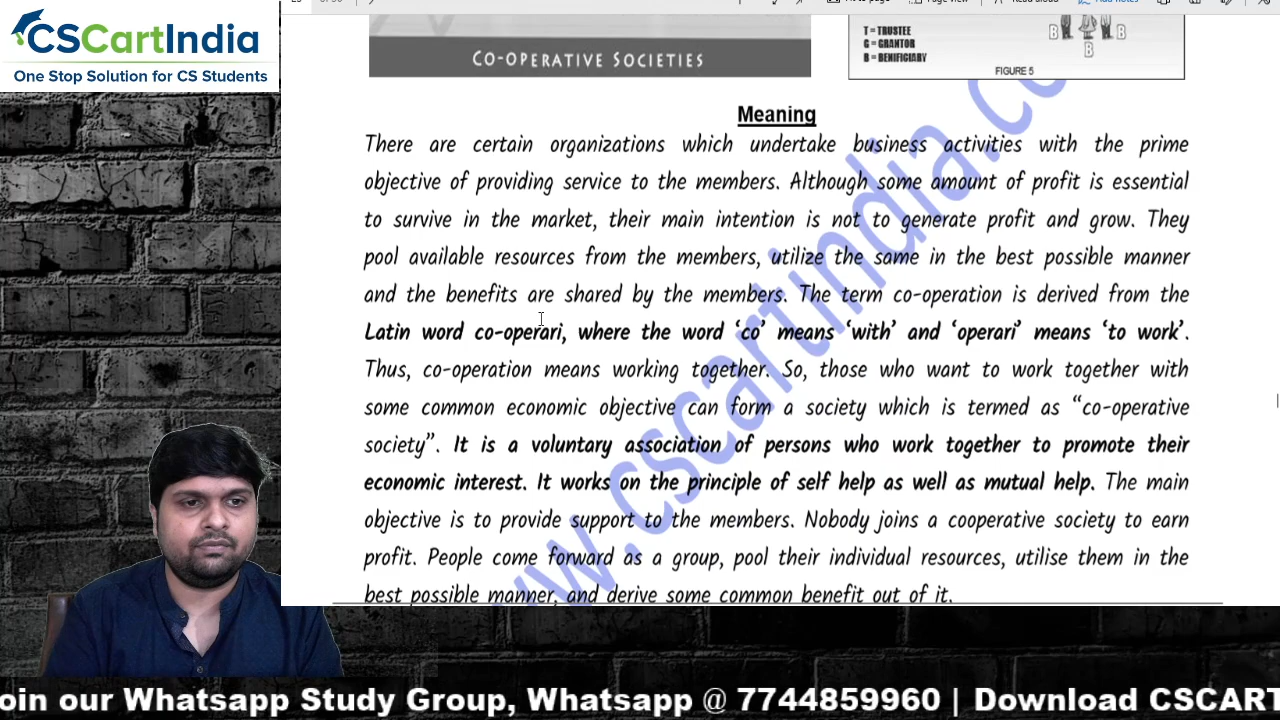 CSCartIndia
One Stop Solution for CS Students
Add notes
CO-OPERATIVE SOCIETIES
T = TRUSTEE
G = GRANTOR
B = BENIFICIARY
B B
B
FIGURE 5
Meaning
There are certain organizations which undertake business activities with the prime
objective of providing service to the members. Although some amount of profit is essential
to survive in the market, their main intention is not to generate profit and grow. They
pool available resources from the members, utilize the same in the best possible manner
and the benefits are shared by the members. The term co-operation is derived from the
Latin word co-operari, where the word ‘co’ means ‘with’ and ‘operari’ means ‘to work’.
Thus, co-operation means working together. So, those who want to work together with
some common economic objective can form a society which is termed as “co-operative
society”. It is a voluntary association of persons who work together to promote their
economic interest. It works on the principle of self help as well as mutual help. The main
objective is to provide support to the members. Nobody joins a cooperative society to earn
profit. People come forward as a group, pool their individual resources, utilise them in the
best possible manner, and derive some common benefit out of it.
w.cscartindia.co
oin our Whatsapp Study Group, Whatsapp @ 7744859960 | Download CSCART